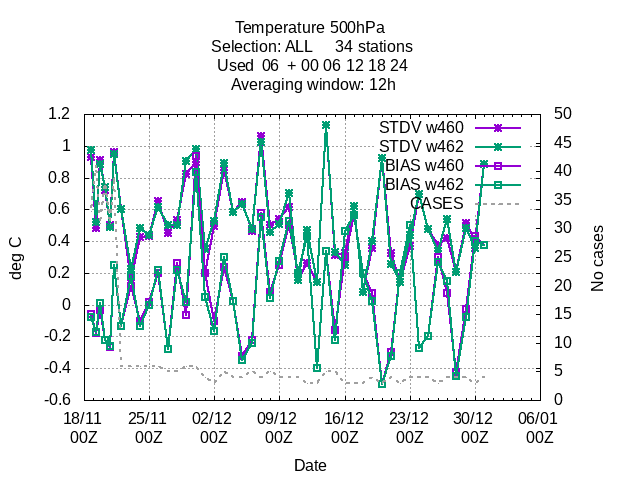 Temperature 500hPa
Selection: ALL 34 stations
Used 06 + 00 06 12 18 24
Averaging window: 12h
deg C
1.2
1
0.8
0.6
0.4
0.2
0
-0.2
-0.4
-0.6
STDV w460
STDV w462
BIAS w460
BIAS w462
CASES
50
45
40
35
30
25
20
15
10
5
0
No cases
18/11 25/11 02/12 09/12 16/12 23/12 30/12 06/01
00Z 00Z 00Z 00Z 00Z 00Z 00Z 00Z
Date